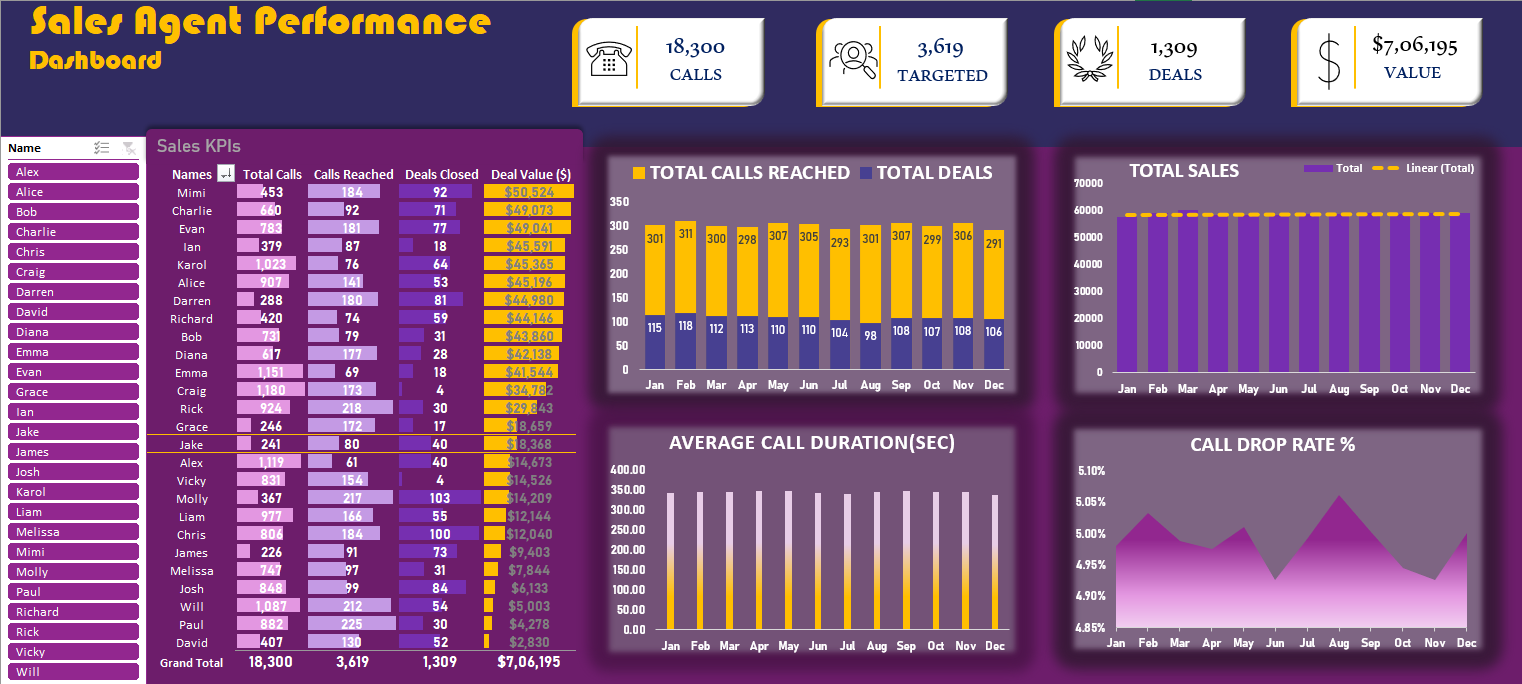 Sales Agent Performance
Dashboard
18,300
CALLS
3,619
TARGETED
1,309
DEALS
$7,06,195
VALUE
Name
Alex
Alice
Bob
Charlie
Chris
Craig
Darren
David
Diana
Emma
Evan
Grace
Ian
Jake
James
Josh
Karol
Liam
Melissa
Mimi
Molly
Paul
Richard
Rick
Vicky
Will
Sales KPIs
Names Total Calls Calls Reached Deals Closed Deal Value ($)
Mimi 453 184 92 $50,524
Charlie 660 92 71 $49,073
Evan 783 181 77 $49,041
Ian 379 87 18 $45,591
Karol 1,023 76 64 $45,365
Alice 907 141 53 $45,196
Darren 288 180 81 $44,980
Richard 420 74 59 $44,146
Bob 731 79 31 $43,860
Diana 617 177 28 $42,138
Emma 1,151 69 18 $41,544
Craig 1,180 173 4 $34,782
Rick 924 218 30 $29,843
Grace 246 172 17 $18,659
Jake 241 80 40 $18,368
Alex 1,119 61 40 $14,673
Vicky 831 154 4 $14,526
Molly 367 217 103 $14,209
Liam 977 166 55 $12,144
Chris 806 184 100 $12,040
James 226 91 73 $9,403
Melissa 747 97 31 $7,844
Josh 848 99 84 $6,133
Will 1,087 212 54 $5,003
Paul 882 225 30 $4,278
David 407 130 52 $2,830
Grand Total 18,300 3,619 1,309 $7,06,195
TOTAL CALLS REACHED TOTAL DEALS
350
300
250
200
150
100
50
0
301 311 300 298 307 305 293 301 307 299 306 291
115 118 112 113 110 110 104 98 108 107 108 106
Jan Feb Mar Apr May Jun Jul Aug Sep Oct Nov Dec
TOTAL SALES
Total Linear (Total)
70000
60000
50000
40000
30000
20000
10000
0
Jan Feb Mar Apr May Jun Jul Aug Sep Oct Nov Dec
AVERAGE CALL DURATION(SEC)
400.00
350.00
300.00
250.00
200.00
150.00
100.00
50.00
0.00
Jan Feb Mar Apr May Jun Jul Aug Sep Oct Nov Dec
CALL DROP RATE %
5.10%
5.05%
5.00%
4.95%
4.90%
4.85%
Jan Feb Mar Apr May Jun Jul Aug Sep Oct Nov Dec